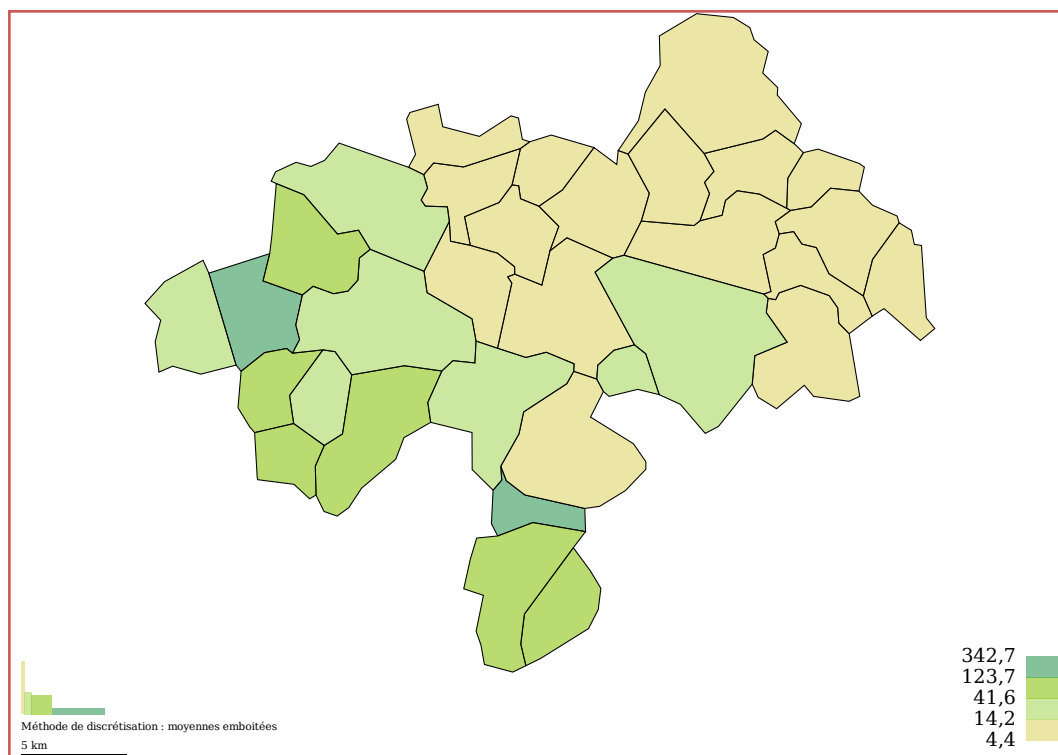 342,7
123,7
41,6
14,2
4,4
Méthode de discrétisation : moyennes emboitées
5 km